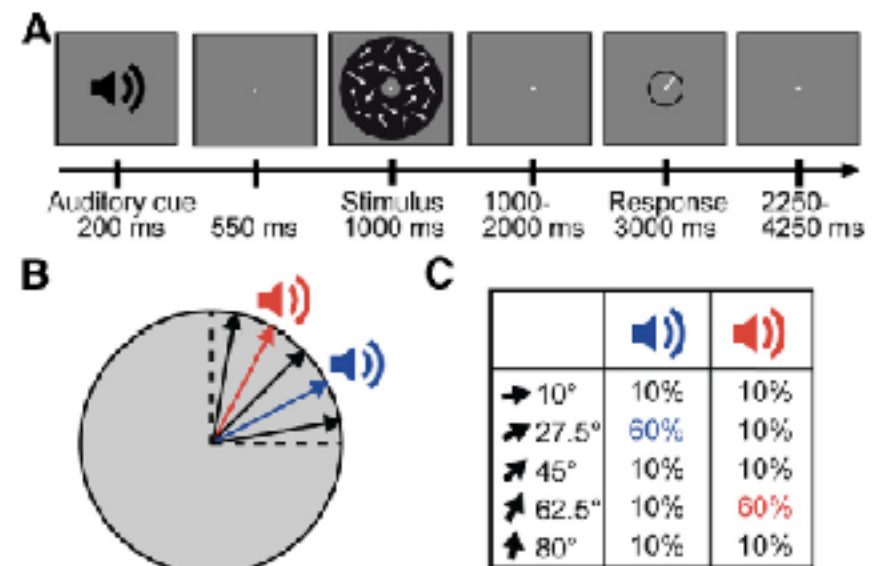 A
Auditory cue
200 ms
550 ms
Stimulus
1000 ms
1000-
2000 ms
Response
3000 ms
2250-
4250 ms
B
C
10° 10% 10%
27.5° 60% 10%
45° 10% 10%
62.5° 10% 60%
80° 10% 10%